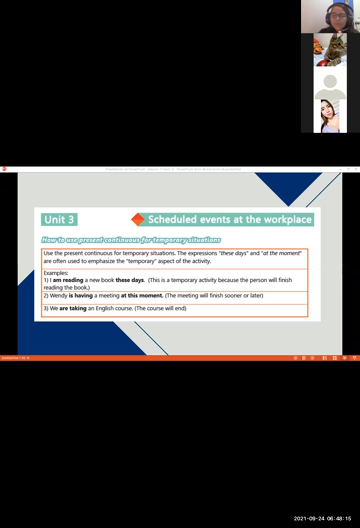 Unit 3
Scheduled events at the workplace
How to use present continuous for temporary situations
Use the present continuous for temporary situations. The expressions "these days" and "at the moment"
are often used to emphasize the "temporary" aspect of the activity.
Examples:
1) I am reading a new book these days. (This is a temporary activity because the person will finish
reading the book.)
2) Wendy is having a meeting at this moment. (The meeting will finish sooner or later)
3) We are taking an English course. (The course will end)
2021-09-24 06:48:15